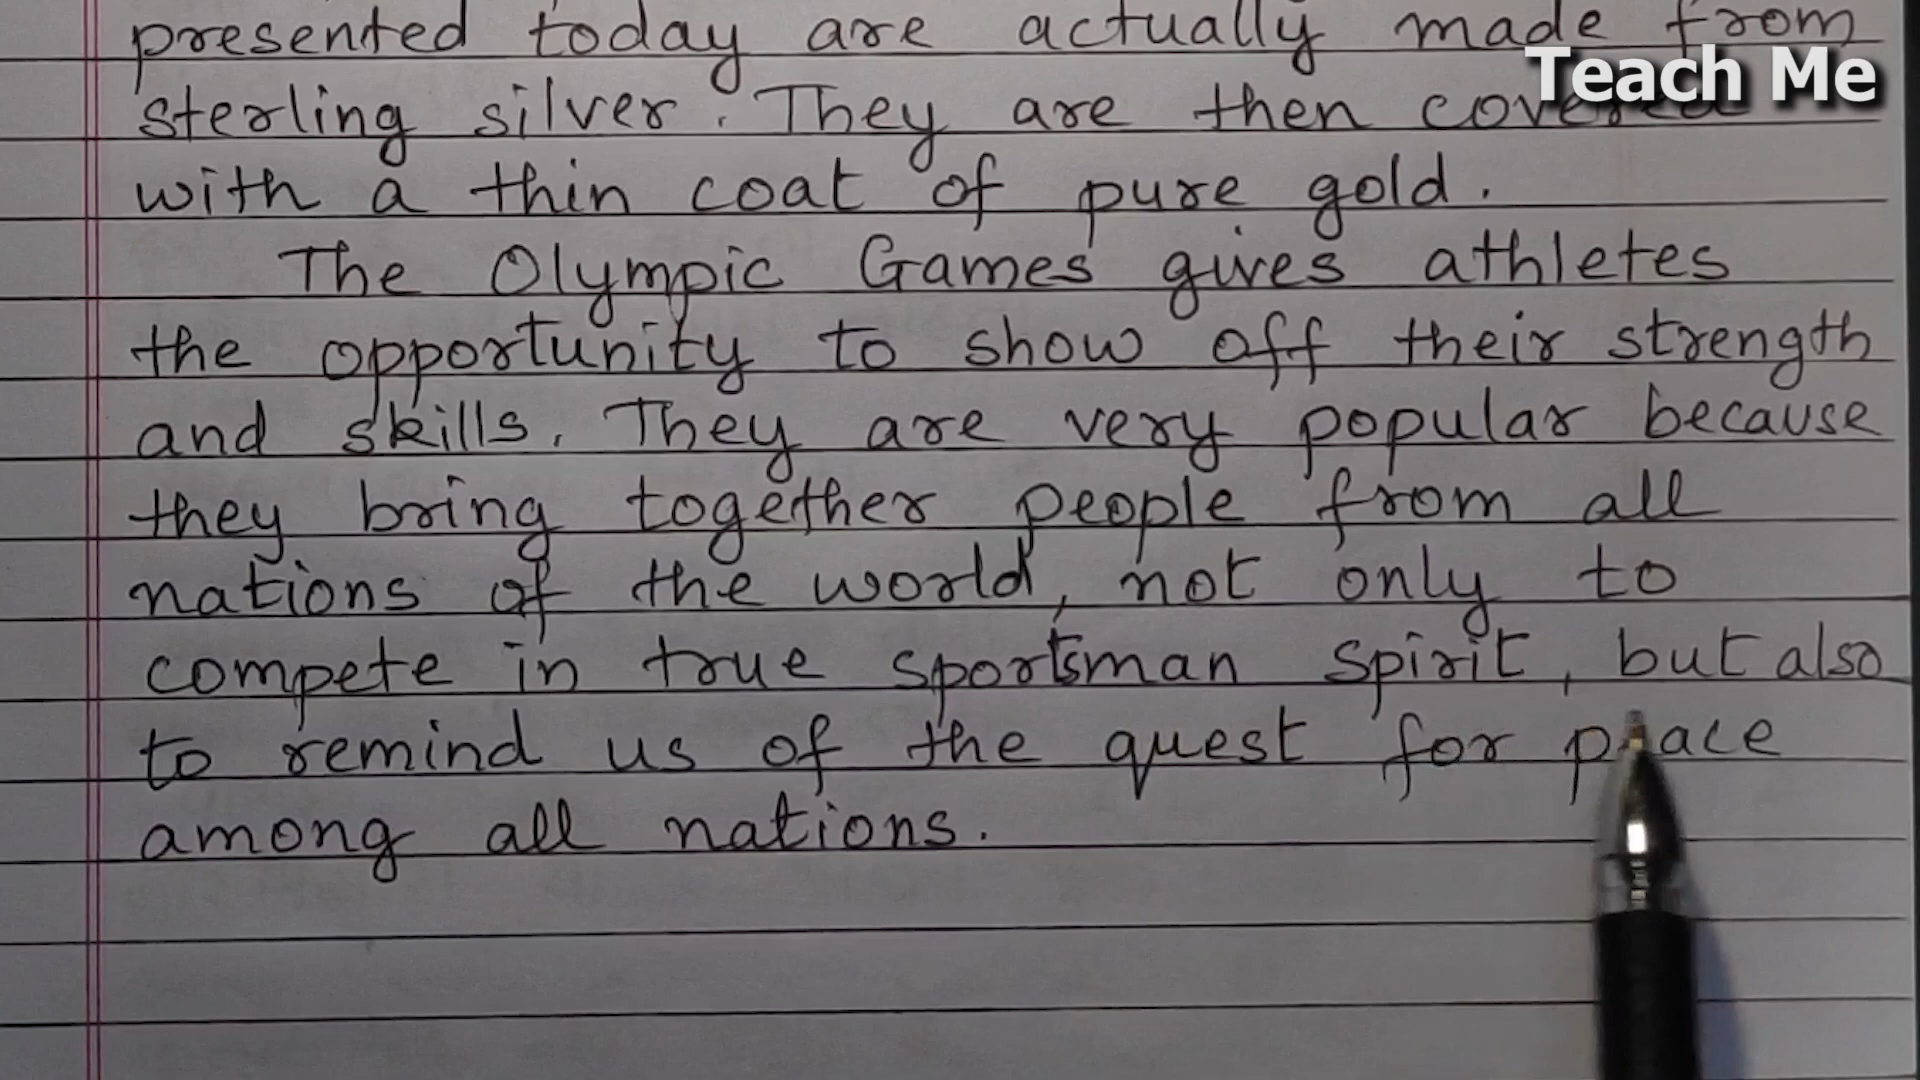 presented today are actually made from
Teach Me
sterling silver. They are then covered
with a thin coat of pure gold.
The Olympic Games gives athletes
the opportunity to show off their strength
and skills. They are very popular because
they bring together people from all
nations of the world, not only to
compete in true sportsman spirit, but also
to remind us of the quest for
among all nations.